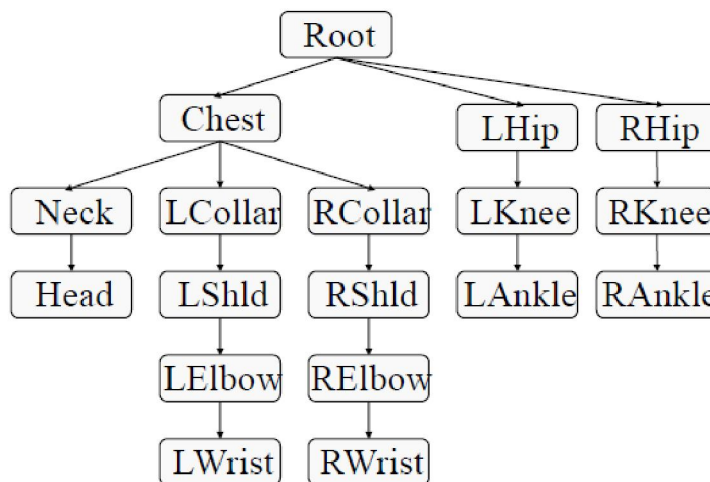 Root
Chest
LHip
RHip
Neck
LCollar
RCollar
LKnee
RKnee
Head
LShld
RShld
LAnkle
RAnkle
LElbow
RElbow
LWrist
RWrist